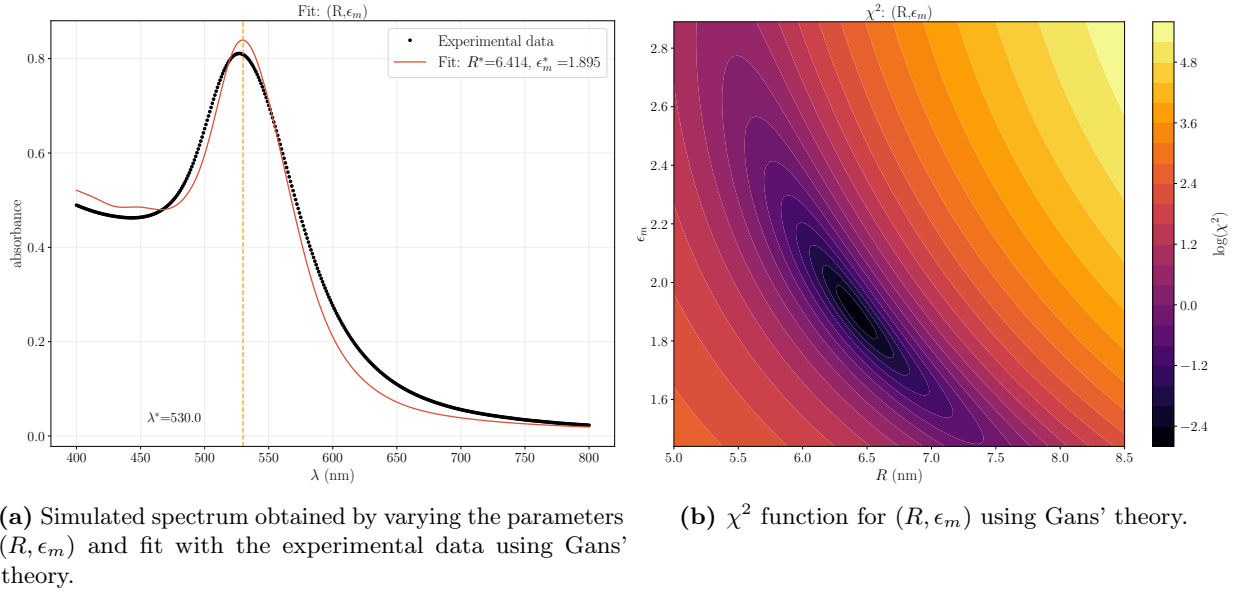 Fit: (R,ϵₘ)
Experimental data
Fit: R*=6.414, ϵ*ₘ =1.895
0.8
0.6
0.4
0.2
0.0
absorbance
λ*=530.0
400 450 500 550 600 650 700 750 800
λ (nm)
χ²: (R,ϵₘ)
2.8
2.6
2.4
2.2
2.0
1.8
1.6
ϵₘ
5.0 5.5 6.0 6.5 7.0 7.5 8.0 8.5
R (nm)
4.8
3.6
2.4
1.2
0.0
−1.2
−2.4
log(χ²)
(a) Simulated spectrum obtained by varying the parameters
(R, ϵₘ) and fit with the experimental data using Gans'
theory.
(b) χ² function for (R, ϵₘ) using Gans' theory.